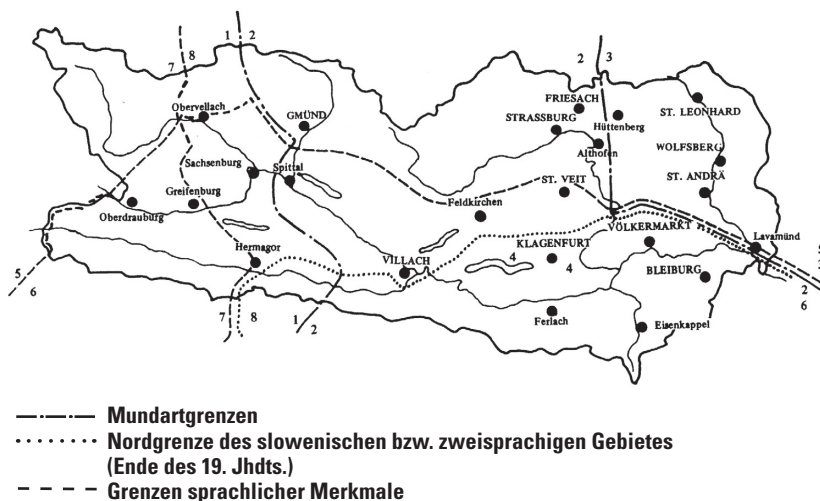 7 8
1 2
2 3
Obervellach
GMÜND
FRIESACH
STRASSBURG
Hüttenberg
ST. LEONHARD
Althofen
WOLFSBERG
Sachsenburg
Spittal
ST. VEIT
ST. ANDRÄ
Greifenburg
Oberdrauburg
Feldkirchen
VÖLKERMARKT
Lavamünd
Hermagor
VILLACH
KLAGENFURT
4
4
BLEIBURG
5
6
2
6
7 8
1 2
Ferlach
Eisenkappel
Mundartgrenzen
Nordgrenze des slowenischen bzw. zweisprachigen Gebietes
(Ende des 19. Jhdts.)
Grenzen sprachlicher Merkmale